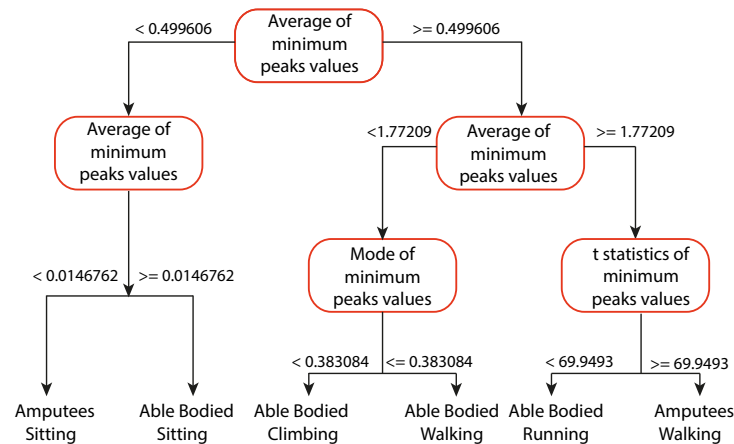 < 0.499606
Average of
minimum
peaks values
>= 0.499606
Average of
minimum
peaks values
<1.77209
Average of
minimum
peaks values
>= 1.77209
Mode of
minimum
peaks values
t statistics of
minimum
peaks values
< 0.0146762
>= 0.0146762
< 0.383084
<= 0.383084
< 69.9493
>= 69.9493
Amputees
Sitting
Able Bodied
Sitting
Able Bodied
Climbing
Able Bodied
Walking
Able Bodied
Running
Amputees
Walking